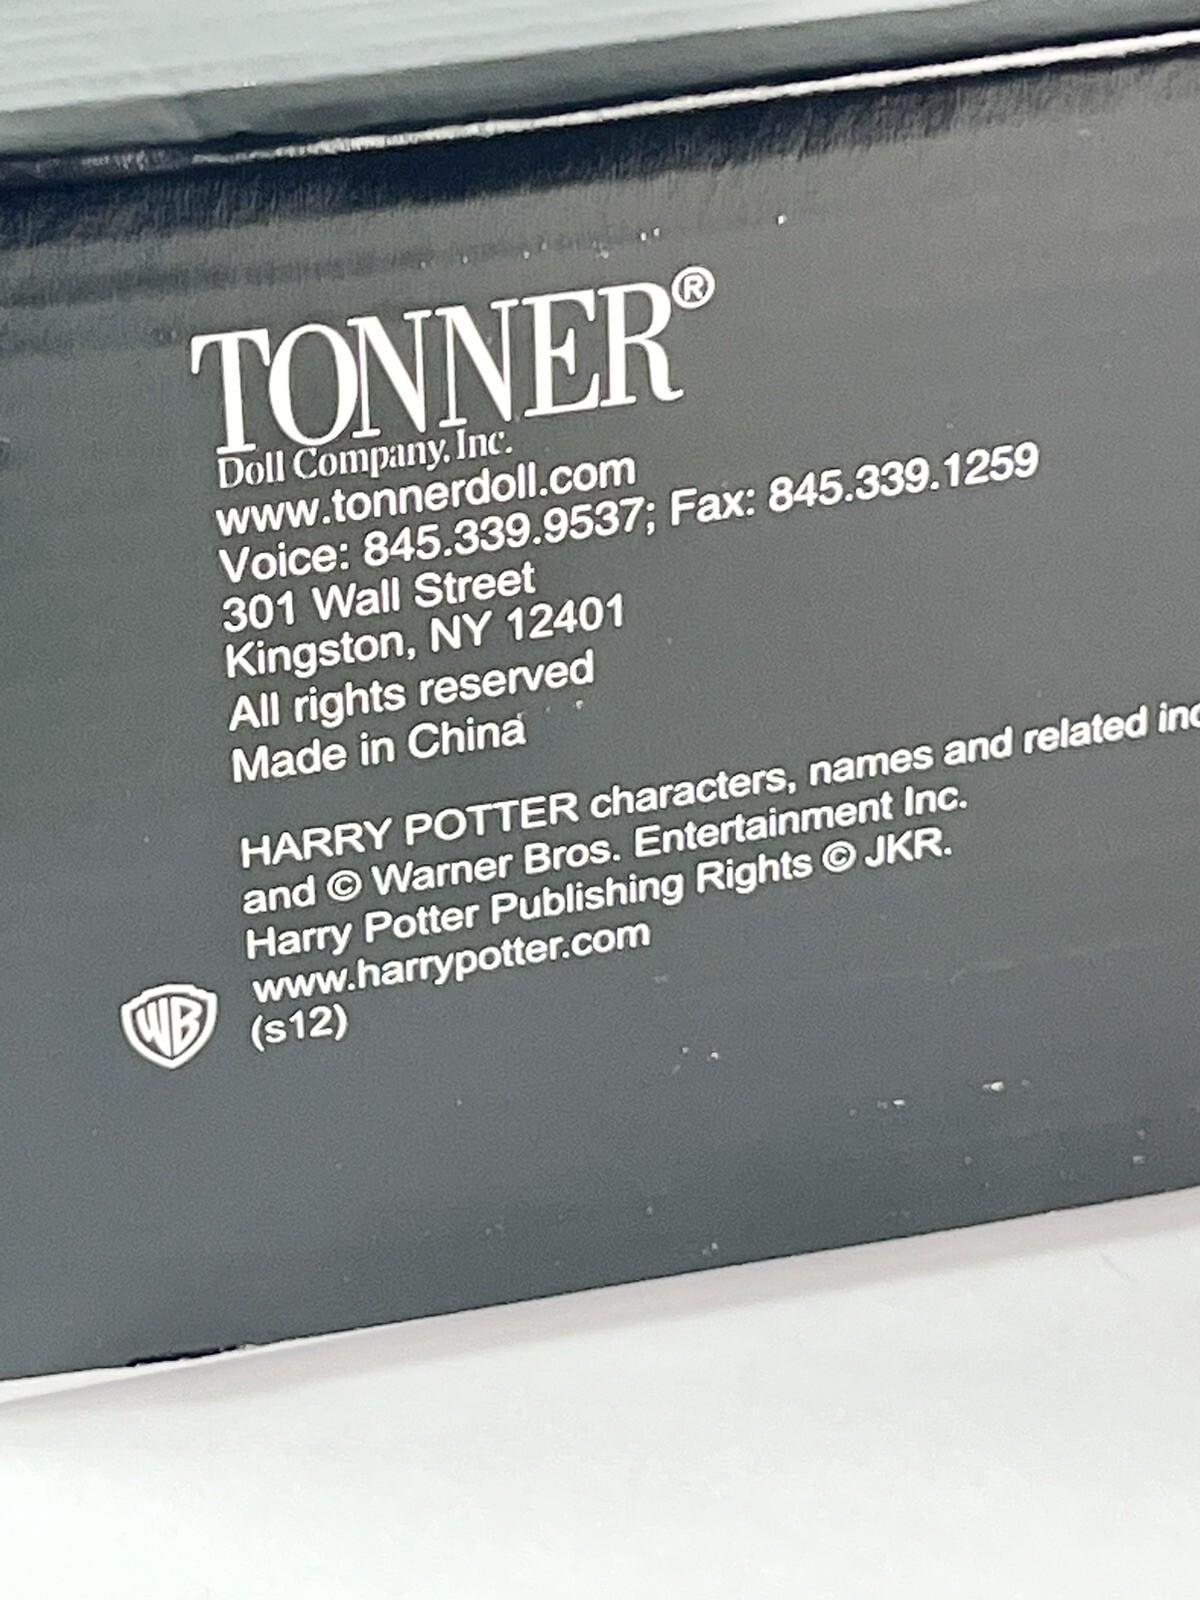 TONNER®
Doll Company, Inc.
www.tonnerdoll.com
Voice: 845.339.9537; Fax: 845.339.1259
301 Wall Street
Kingston, NY 12401
All rights reserved
Made in China
HARRY POTTER characters, names and related
and © Warner Bros. Entertainment Inc.
Harry Potter Publishing Rights © JKR.
www.harrypotter.com
WB (s12)